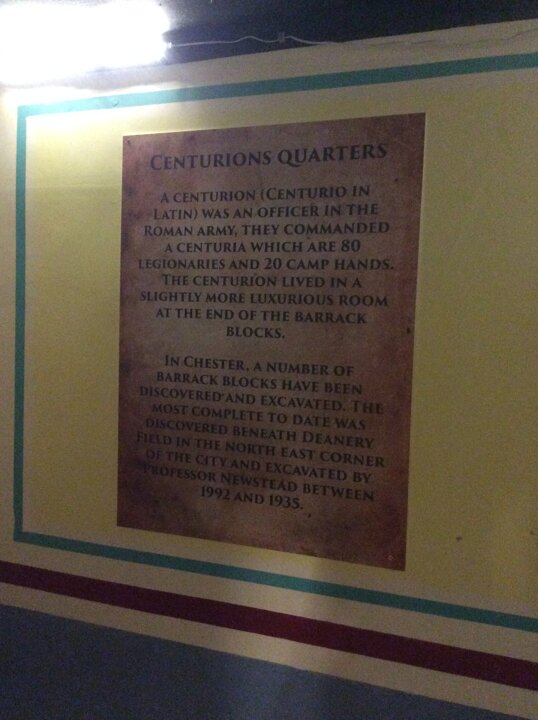 CENTURIONS QUARTERS
A CENTURION (CENTURIO IN
LATIN) WAS AN OFFICER IN THE
ROMAN ARMY, THEY COMMANDED
A CENTURIA WHICH ARE 80
LEGIONARIES AND 20 CAMP HANDS.
THE CENTURION LIVED IN A
SLIGHTLY MORE LUXURIOUS ROOM
AT THE END OF THE BARRACK
BLOCKS.
IN CHESTER, A NUMBER OF
BARRACK BLOCKS HAVE BEEN
DISCOVERED AND EXCAVATED. THE
MOST COMPLETE TO DATE WAS
DISCOVERED BENEATH DEANERY
FIELD IN THE NORTH EAST CORNER
OF THE CITY AND EXCAVATED BY
PROFESSOR NEWSTEAD BETWEEN
1992 AND 1935.